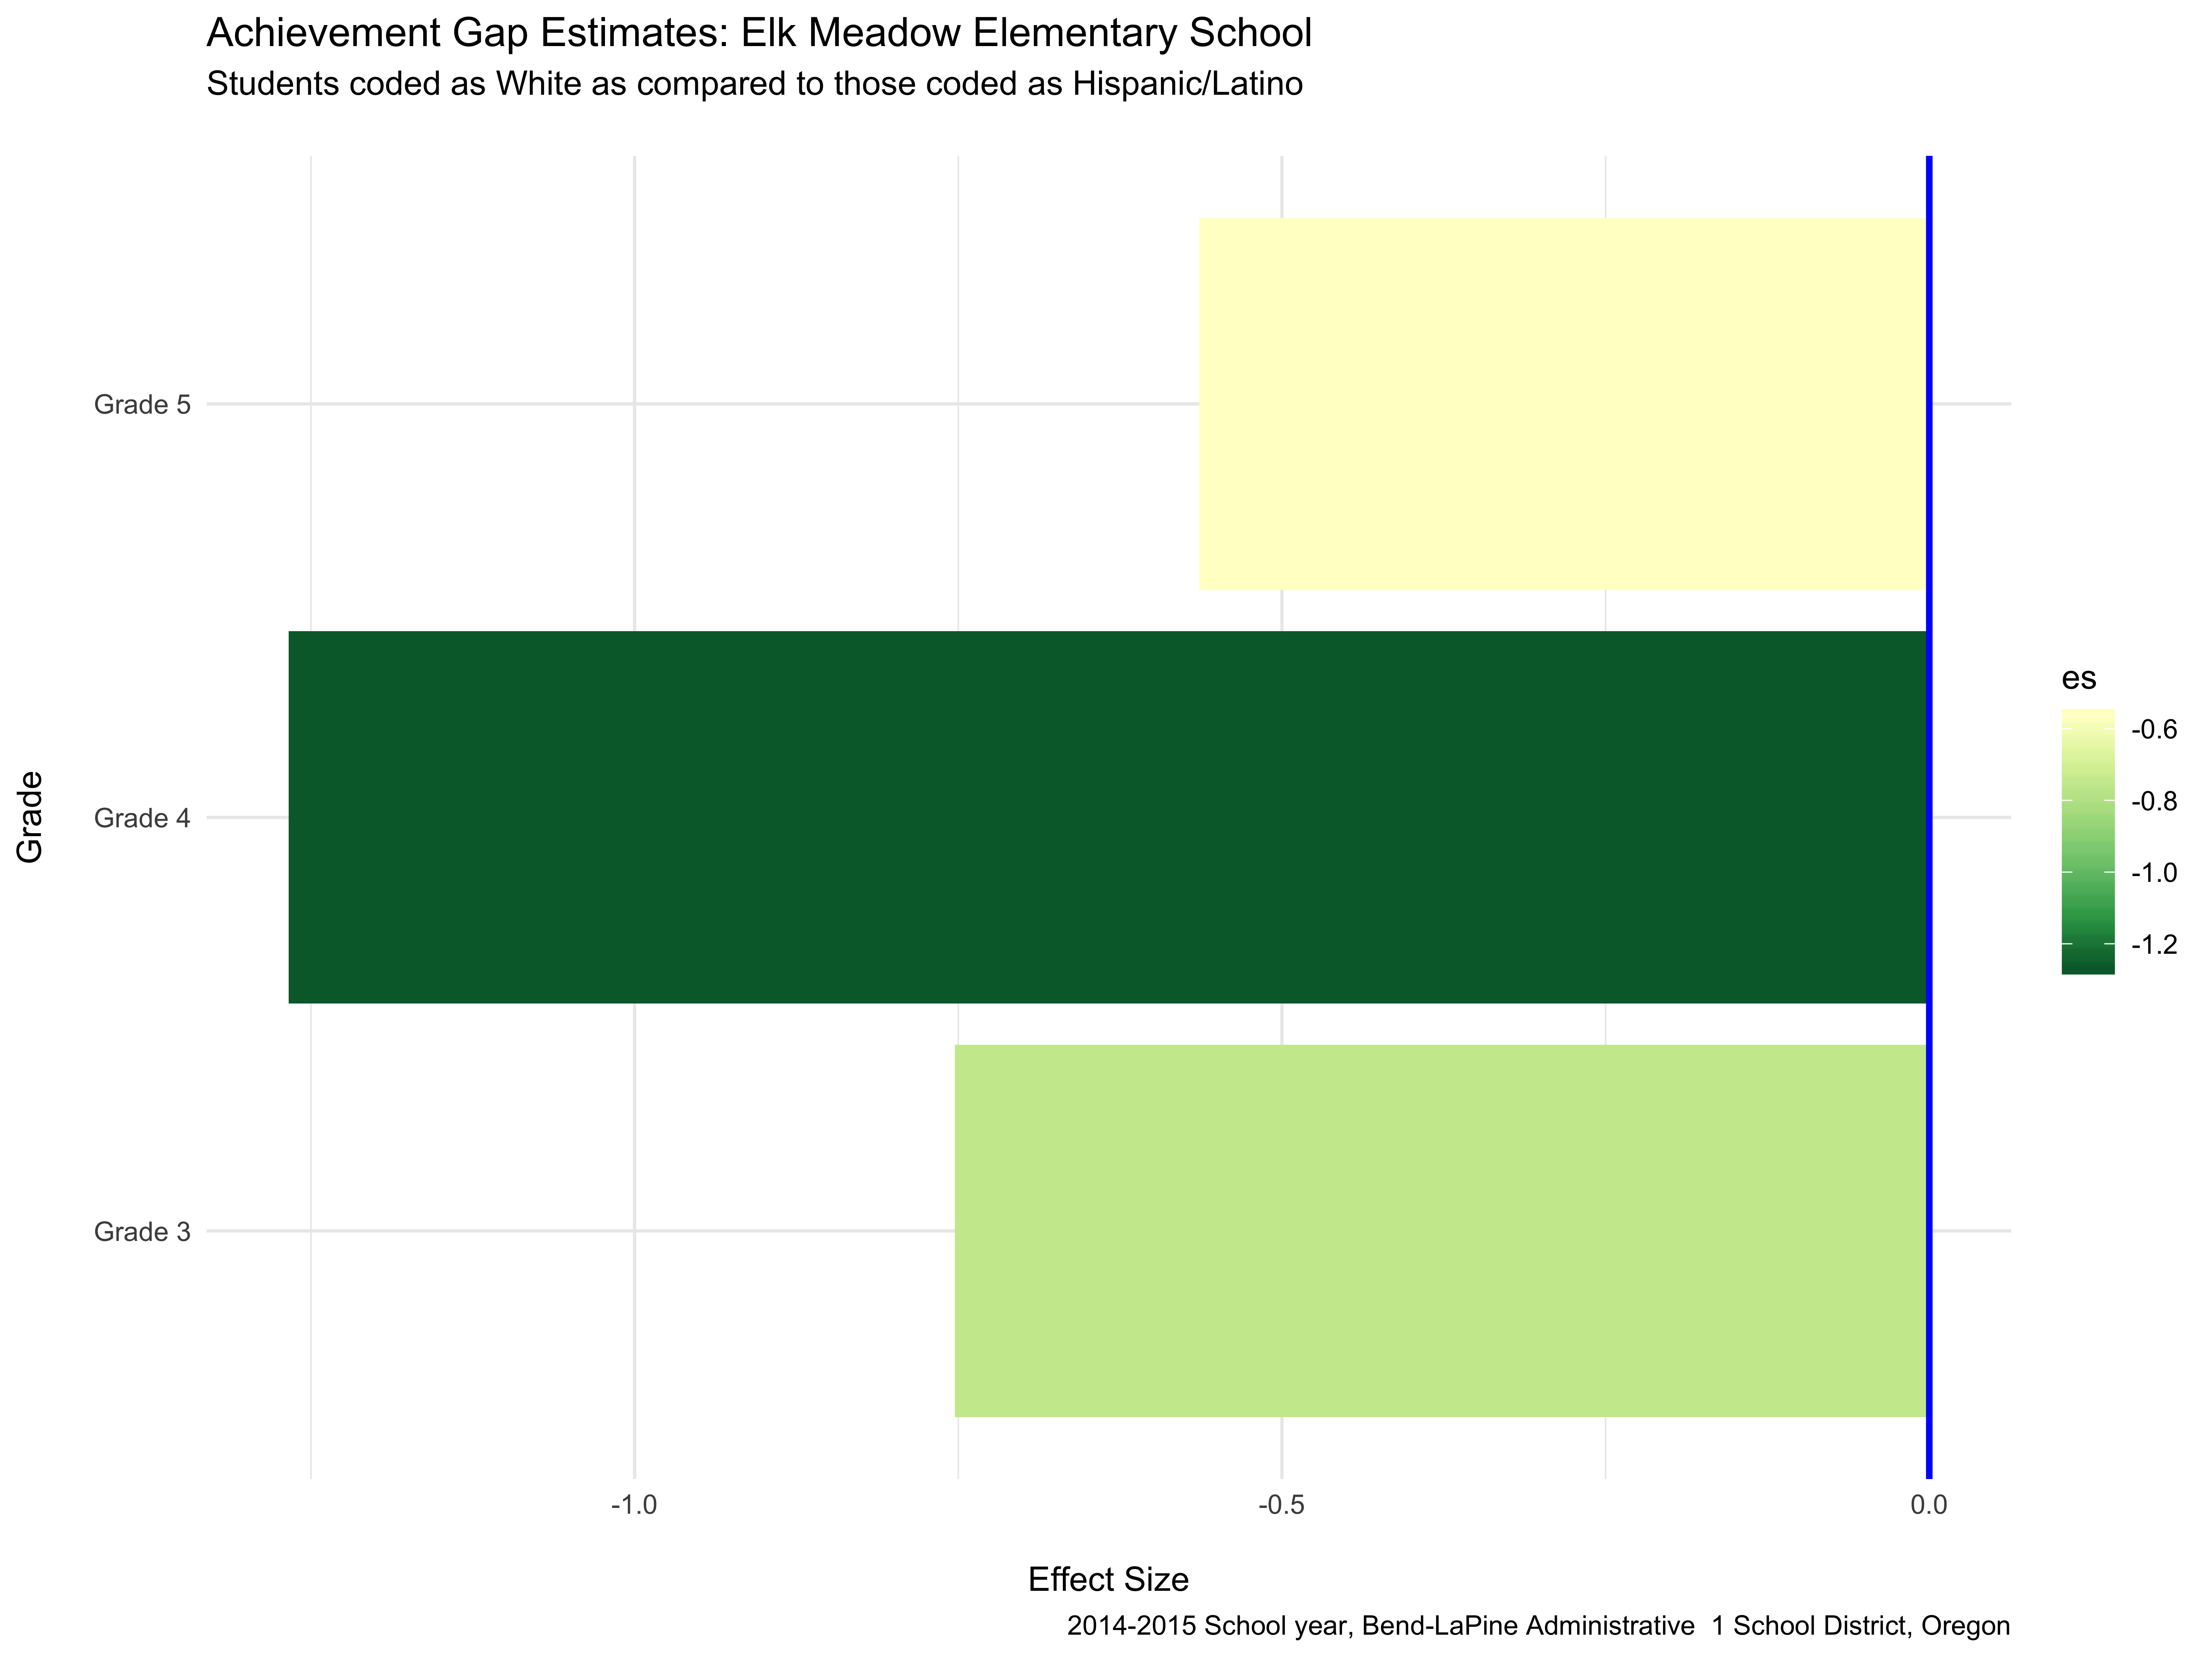 Achievement Gap Estimates: Elk Meadow Elementary School
Students coded as White as compared to those coded as Hispanic/Latino
Grade
Grade 5
Grade 4
Grade 3
-1.0
-0.5
0.0
Effect Size
es
-0.6
-0.8
-1.0
-1.2
2014-2015 School year, Bend-LaPine Administrative  1 School District, Oregon